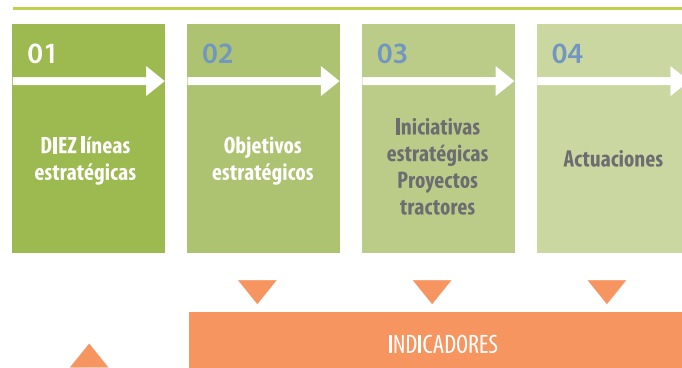 01
DIEZ líneas
estratégicas
02
Objetivos
estratégicos
03
Iniciativas
estratégicas
Proyectos
tractores
04
Actuaciones
INDICADORES